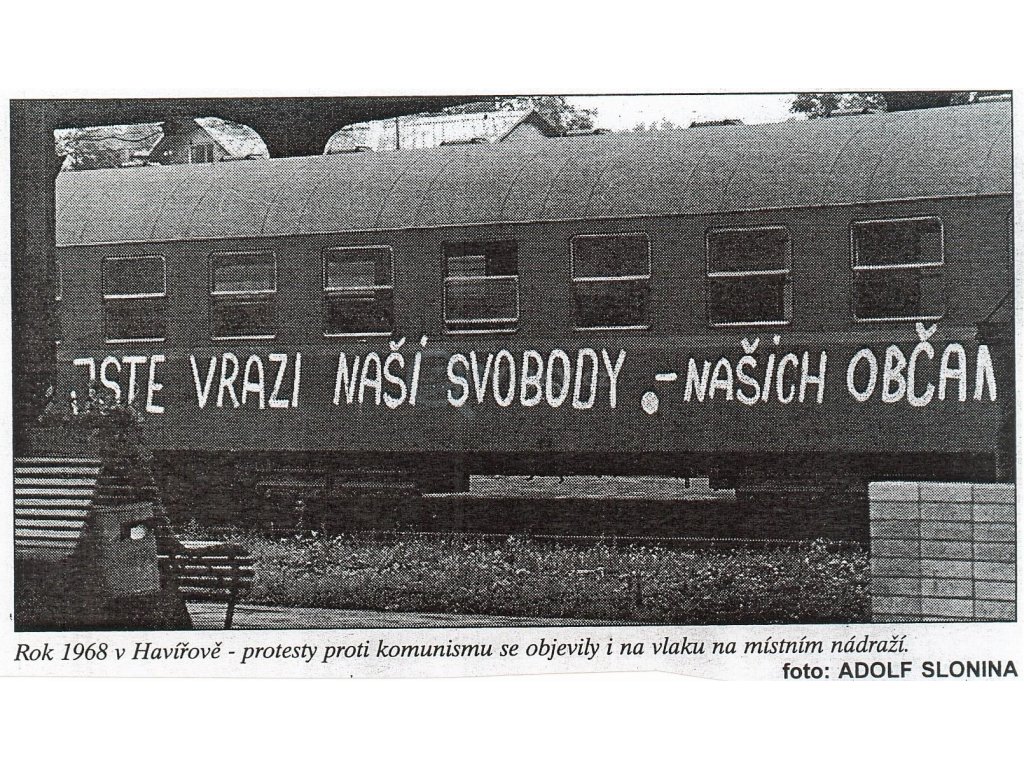 JSTE VRAZI NAŠÍ SVOBODY. - NAŠICH OBČAN
Rok 1968 v Havířově - protesty proti komunismu se objevily i na vlaku na místním nádraží.
foto: ADOLF SLONINA